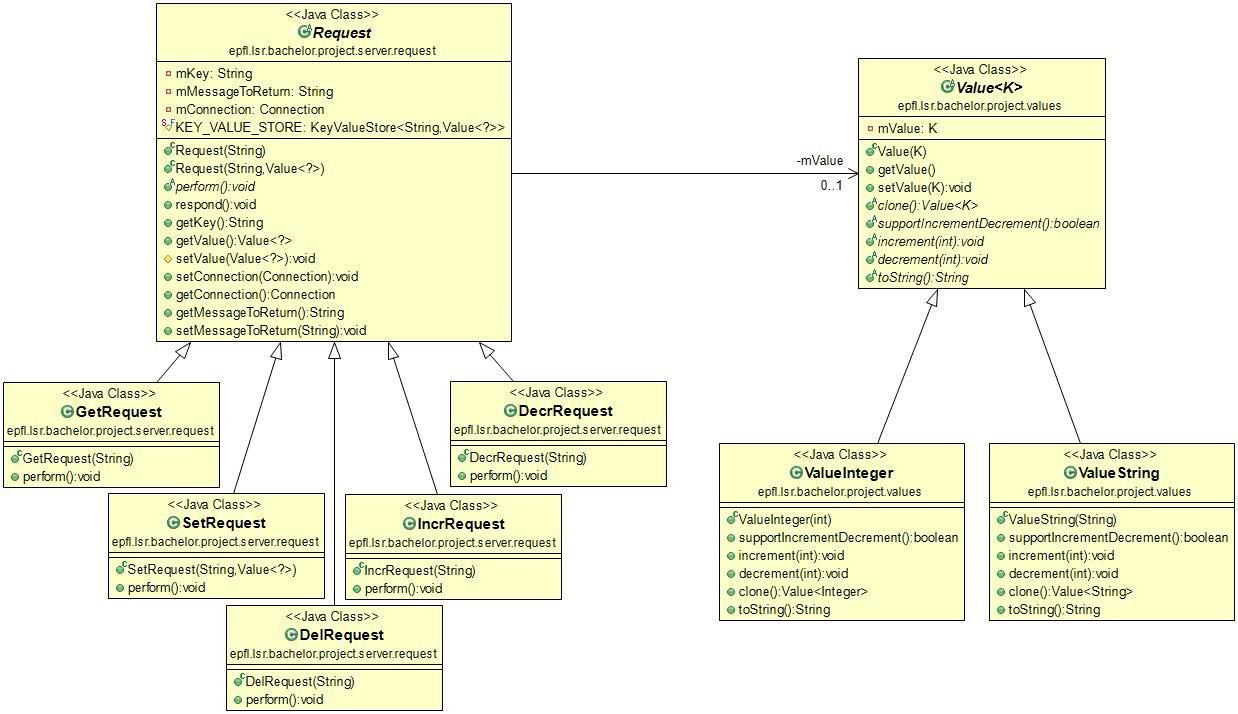 <<Java Class>>
Request
epfl.lsr.bachelor.project.server.request
mKey: String
mMessageToReturn: String
mConnection: Connection
KEY_VALUE_STORE: KeyValueStore<String,Value<?>>
Request(String)
Request(String,Value<?>)
perform():void
respond():void
getKey():String
getValue():Value<?>
setValue(Value<?>):void
setConnection(Connection):void
getConnection():Connection
getMessageToReturn():String
setMessageToReturn(String):void
-mValue
0..1
<<Java Class>>
Value<K>
epfl.lsr.bachelor.project.values
mValue: K
Value(K)
getValue()
setValue(K):void
clone():Value<K>
supportIncrementDecrement():boolean
increment(int):void
decrement(int):void
toString():String
<<Java Class>>
GetRequest
epfl.lsr.bachelor.project.server.request
GetRequest(String)
perform():void
<<Java Class>>
DecrRequest
epfl.lsr.bachelor.project.server.request
DecrRequest(String)
perform():void
<<Java Class>>
SetRequest
epfl.lsr.bachelor.project.server.request
SetRequest(String,Value<?>)
perform():void
<<Java Class>>
IncrRequest
epfl.lsr.bachelor.project.server.request
IncrRequest(String)
perform():void
<<Java Class>>
DelRequest
epfl.lsr.bachelor.project.server.request
DelRequest(String)
perform():void
<<Java Class>>
ValueInteger
epfl.lsr.bachelor.project.values
ValueInteger(int)
supportIncrementDecrement():boolean
increment(int):void
decrement(int):void
clone():Value<Integer>
toString():String
<<Java Class>>
ValueString
epfl.lsr.bachelor.project.values
ValueString(String)
supportIncrementDecrement():boolean
increment(int):void
decrement(int):void
clone():Value<String>
toString():String